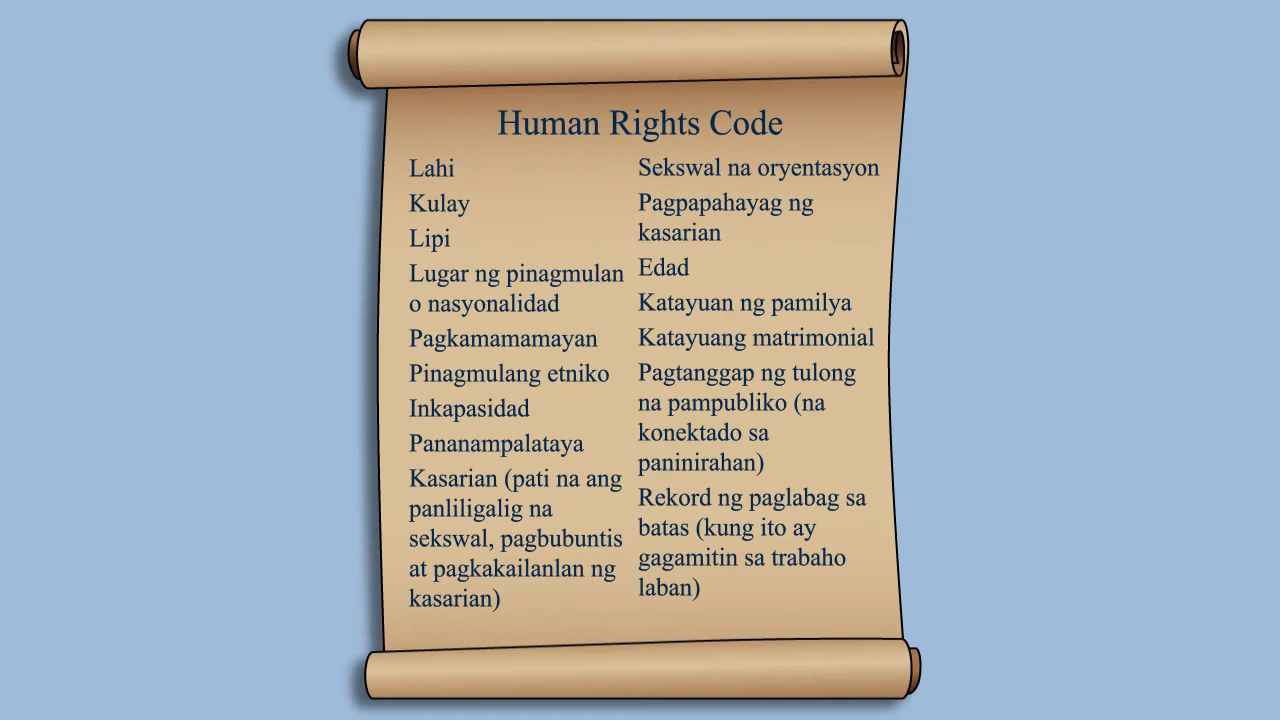 Human Rights Code
Lahi
Kulay
Lipi
Lugar ng pinagmulan
o nasyonalidad
Pagkamamamayan
Pinagmulang etniko
Inkapasidad
Pananampalataya
Kasarian (pati na ang
panliligalig na
sekswal, pagbubuntis
at pagkakailanlan ng
kasarian)
Sekswal na oryentasyon
Pagpapahayag ng
kasarian
Edad
Katayuan ng pamilya
Katayuang matrimonial
Pagtanggap ng tulong
na pampubliko (na
konektado sa
paninirahan)
Rekord ng paglabag sa
batas (kung ito ay
gagamitin sa trabaho
laban)